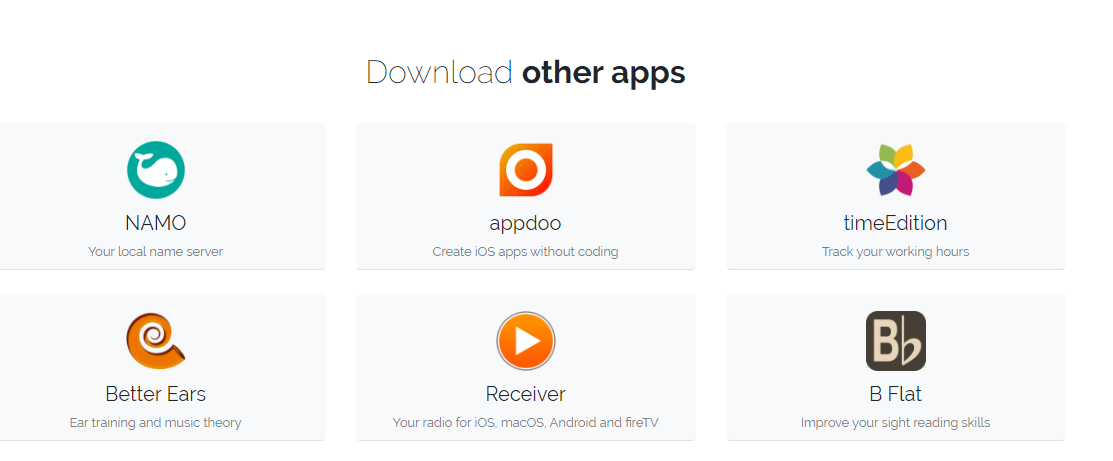 Download other apps
NAMO
Your local name server
appdoo
Create iOS apps without coding
timeEdition
Track your working hours
Better Ears
Ear training and music theory
Receiver
Your radio for iOS, macOS, Android and fireTV
B♭
B Flat
Improve your sight reading skills